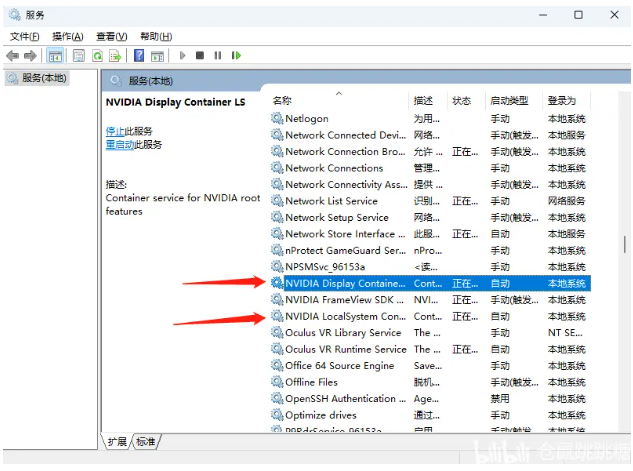 服务
文件(F) 操作(A) 查看(V) 帮助(H)
服务(本地)
服务(本地)
NVIDIA Display Container LS
停止此服务
重启动此服务
描述:
Container service for NVIDIA root
features
名称 描述 状态 启动类型 登录为
Netlogon 为用... 手动 本地系统
Network Connected Devi... 网络... 手动(触发... 本地服务
Network Connection Bro... 允许 ... 正在... 手动(触发... 本地系统
Network Connections 管理... 手动 本地系统
Network Connectivity Ass... 提供 ... 手动(触发... 本地系统
Network List Service 识别... 正在... 手动 网络服务
Network Setup Service 网络... 手动(触发... 本地系统
Network Store Interface ... 此服... 正在... 自动 本地服务
nProtect GameGuard Ser... nPro... 手动 本地系统
NPSMSvc_96153a <读... 正在... 手动 本地系统
NVIDIA Display Containe... Cont... 正在... 自动 本地系统
NVIDIA FrameView SDK ... NVI... 手动(触发... 本地系统
NVIDIA LocalSystem Con... Cont... 正在... 自动 本地系统
Oculus VR Library Service The ... 手动 NT SE...
Oculus VR Runtime Service The ... 正在... 自动 本地系统
Office 64 Source Engine Save... 手动 本地系统
Offline Files 脱机... 手动(触发... 本地系统
OpenSSH Authentication ... Age... 禁用 本地系统
Optimize drives 通过... 手动 本地系统
P9RdrService_96153a 启用... 手动(触发... 本地系统
扩展 标准
bilibili